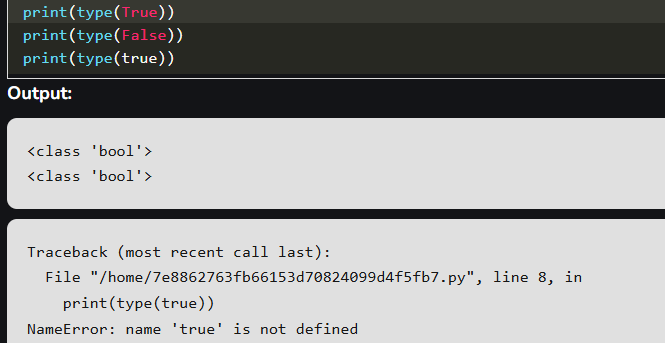 print(type(True))
print(type(False))
print(type(true))
Output:
<class 'bool'>
<class 'bool'>
Traceback (most recent call last):
  File "/home/7e8862763fb66153d70824099d4f5fb7.py", line 8, in
    print(type(true))
NameError: name 'true' is not defined